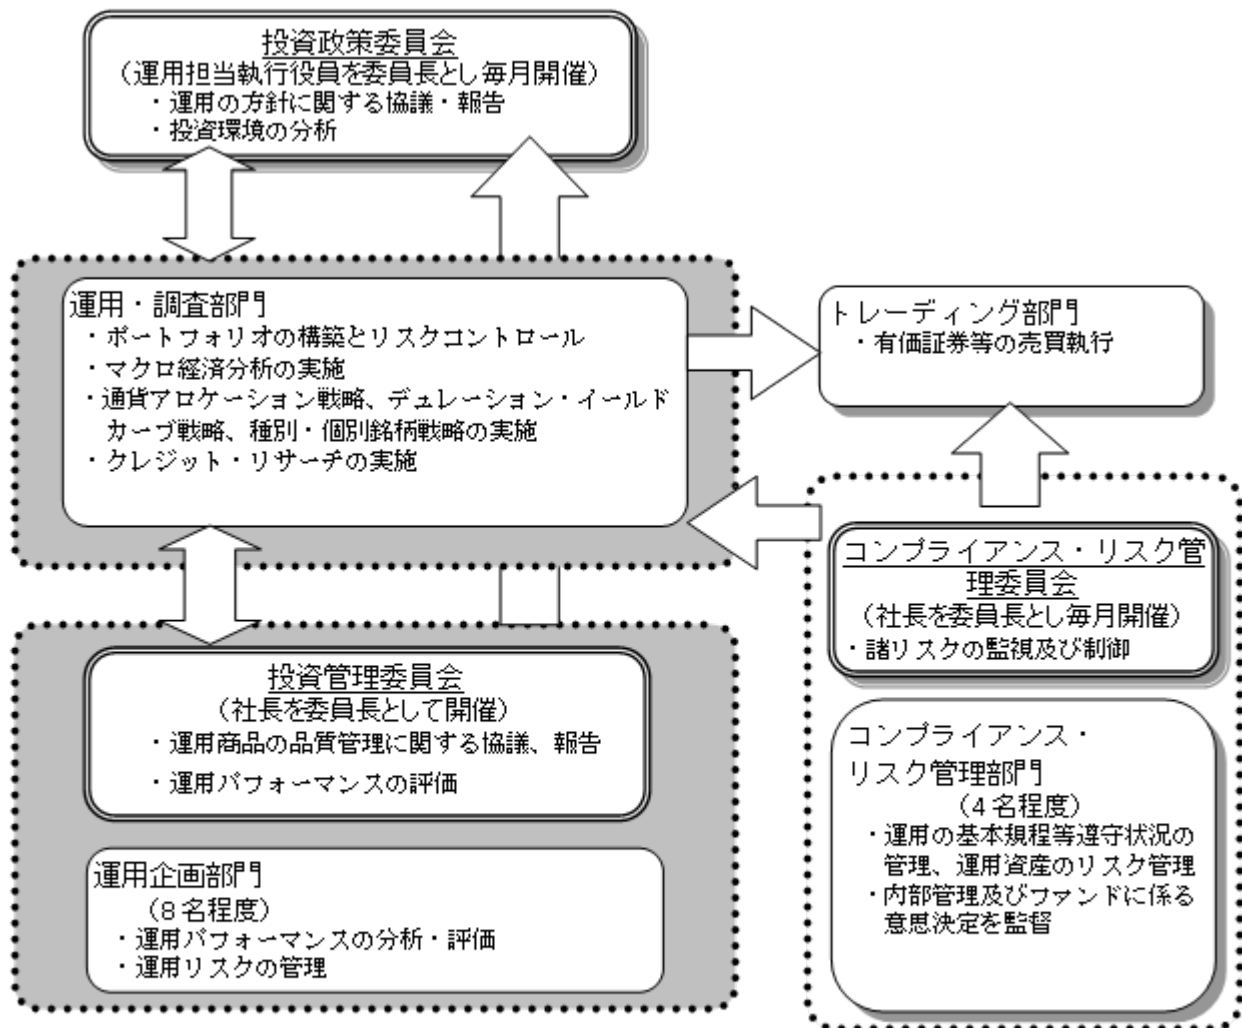 投資政策委員会
（運用担当執行役員を委員長とし毎月開催）
・運用の方針に関する協議・報告
・投資環境の分析
運用・調査部門
・ポートフォリオの構築とリスクコントロール
・マクロ経済分析の実施
・通貨アロケーション戦略、デュレーション・イールド
カーブ戦略、種別・個別銘柄戦略の実施
・クレジット・リサーチの実施
トレーディング部門
・有価証券等の売買執行
コンプライアンス・リスク管
理委員会
（社長を委員長とし毎月開催）
・諸リスクの監視及び制御
投資管理委員会
（社長を委員長として開催）
・運用商品の品質管理に関する協議、報告
・運用パフォーマンスの評価
コンプライアンス・
リスク管理部門
（4名程度）
・運用の基本規程等遵守状況の
管理、運用資産のリスク管理
・内部管理及びファンドに係る
意思決定を監督
運用企画部門
（8名程度）
・運用パフォーマンスの分析・評価
・運用リスクの管理